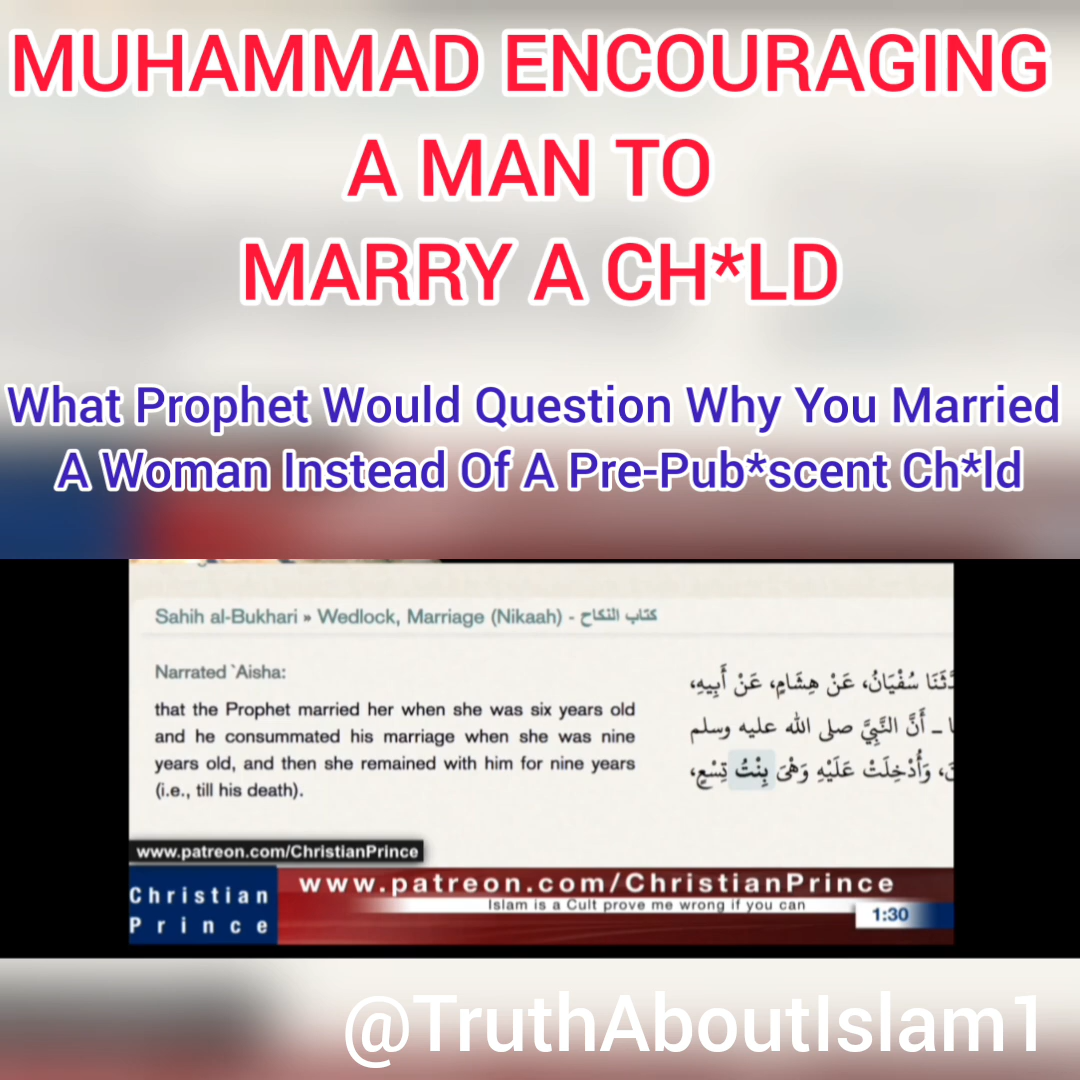 MUHAMMAD ENCOURAGING
A MAN TO
MARRY A CH*LD
What Prophet Would Question Why You Married
A Woman Instead Of A Pre-Pub*scent Ch*ld
Sahih al-Bukhari » Wedlock, Marriage (Nikaah) - كتاب النكاح
Narrated `Aisha:
that the Prophet married her when she was six years old
and he consummated his marriage when she was nine
years old, and then she remained with him for nine years
(i.e., till his death).
سُفْيَانُ، عَنْ هِشَامٍ، عَنْ أَبِيهِ،
ـ أَنَّ النَّبِيَّ صلى الله عليه وسلم
وَأُدْخِلَتْ عَلَيْهِ وَهْىَ بِنْتُ تِسْعٍ،
www.patreon.com/ChristianPrince
Christian
Prince
www.patreon.com/ChristianPrince
Islam is a Cult prove me wrong if you can
1:30
@TruthAboutIslam1